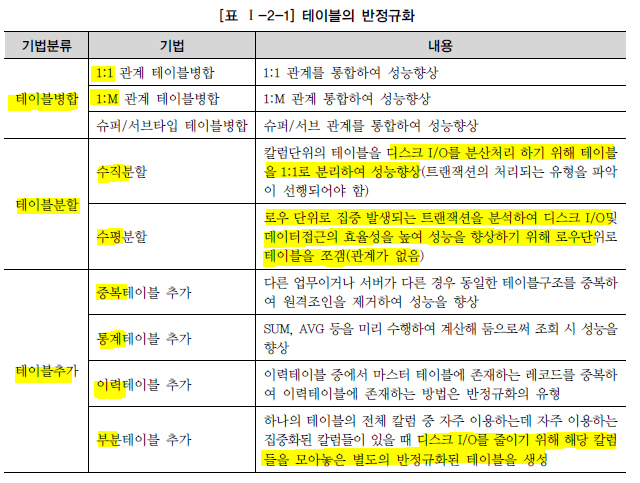 [표 Ⅰ-2-1] 테이블의 반정규화
기법분류 기법 내용
테이블병합
1:1 관계 테이블병합 1:1 관계를 통합하여 성능향상
1:M 관계 테이블병합 1:M 관계 통합하여 성능향상
슈퍼/서브타입 테이블병합 슈퍼/서브 관계를 통합하여 성능향상
테이블분할
수직분할
칼럼단위의 테이블을 디스크 I/O를 분산처리 하기 위해 테이블
을 1:1로 분리하여 성능향상(트랜잭션의 처리되는 유형을 파악
이 선행되어야 함)
수평분할
로우 단위로 집중 발생되는 트랜잭션을 분석하여 디스크 I/O및
데이터접근의 효율성을 높여 성능을 향상하기 위해 로우단위로
테이블을 쪼갬(관계가 없음)
테이블추가
중복테이블 추가
다른 업무이거나 서버가 다른 경우 동일한 테이블구조를 중복하
여 원격조인을 제거하여 성능을 향상
통계테이블 추가
SUM, AVG 등을 미리 수행하여 계산해 둠으로써 조회 시 성능을
향상
이력테이블 추가
이력테이블 중에서 마스터 테이블에 존재하는 레코드를 중복하
여 이력테이블에 존재하는 방법은 반정규화의 유형
부분테이블 추가
하나의 테이블의 전체 칼럼 중 자주 이용하는데 자주 이용하는
집중화된 칼럼들이 있을 때 디스크 I/O를 줄이기 위해 해당 칼럼
들을 모아놓은 별도의 반정규화된 테이블을 생성